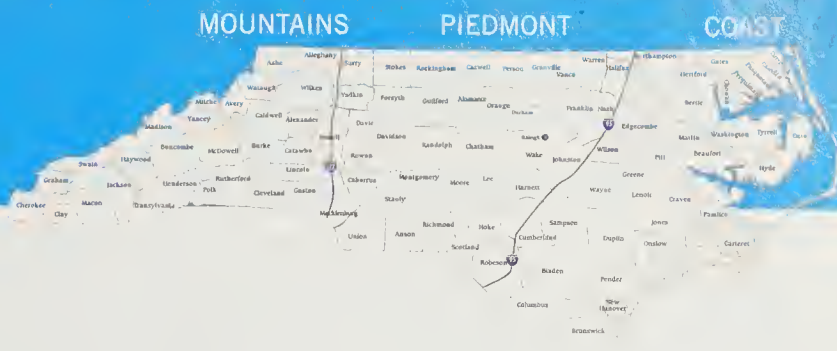 MOUNTAINS PIEDMONT COAST
Alleghany Surry Warren Northampton
Ashe Stokes Rockingham Caswell Person Granville Vance Halifax Gates
Hertford
Watauga Wilkes Yadkin Forsyth Guilford Alamance Orange Durham Franklin Nash Bertie
Mitchell Avery
Yancey Caldwell Alexander Davie Edgecombe
Madison Iredell Davidson Randolph Chatham Raleigh Wake Wilson Martin Washington Tyrrell Dare
Buncombe McDowell Burke Catawba Rowan Johnston Pitt Beaufort
Swain Haywood Lincoln Greene Hyde
Graham Jackson Henderson Rutherford Polk Cleveland Gaston Cabarrus Montgomery Moore Lee Harnett Wayne Lenoir Craven
Cherokee Clay Macon Transylvania Mecklenburg Stanly Pamlico
Union Anson Richmond Hoke Sampson Jones
Scotland Cumberland Duplin Onslow Carteret
Robeson 95 Bladen Pender
Columbus New Hanover
Brunswick